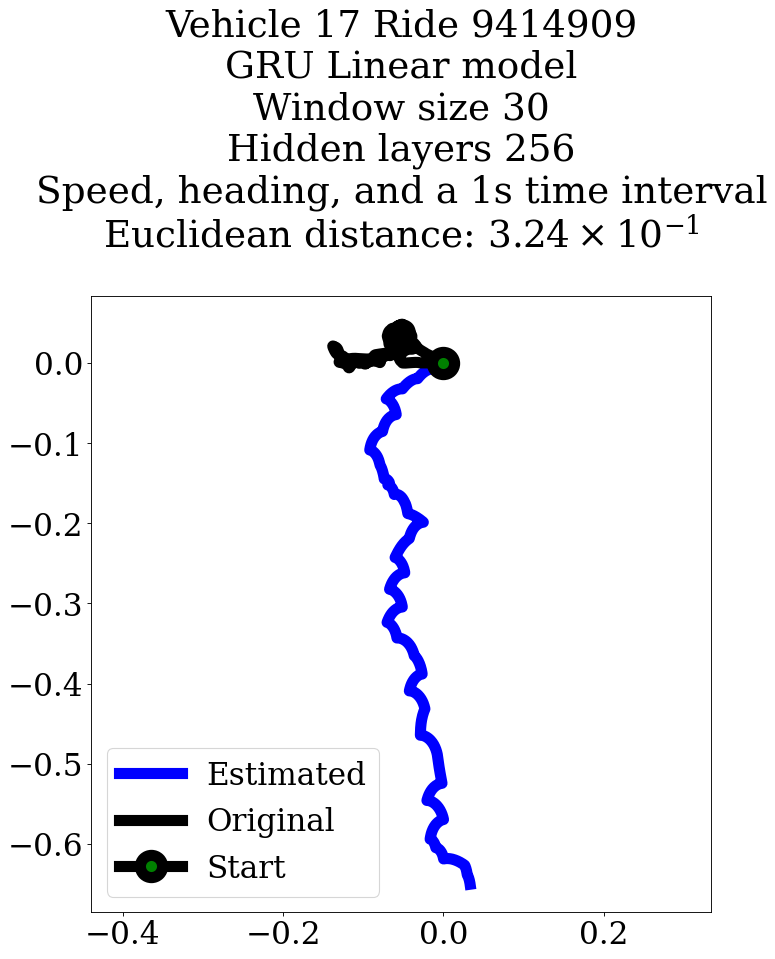 Vehicle 17 Ride 9414909
GRU Linear model
Window size 30
Hidden layers 256
Speed, heading, and a 1s time interval
Euclidean distance: 3.24 × 10⁻¹
0.0
−0.1
−0.2
−0.3
−0.4
−0.5
−0.6
Estimated
Original
Start
−0.4 −0.2 0.0 0.2